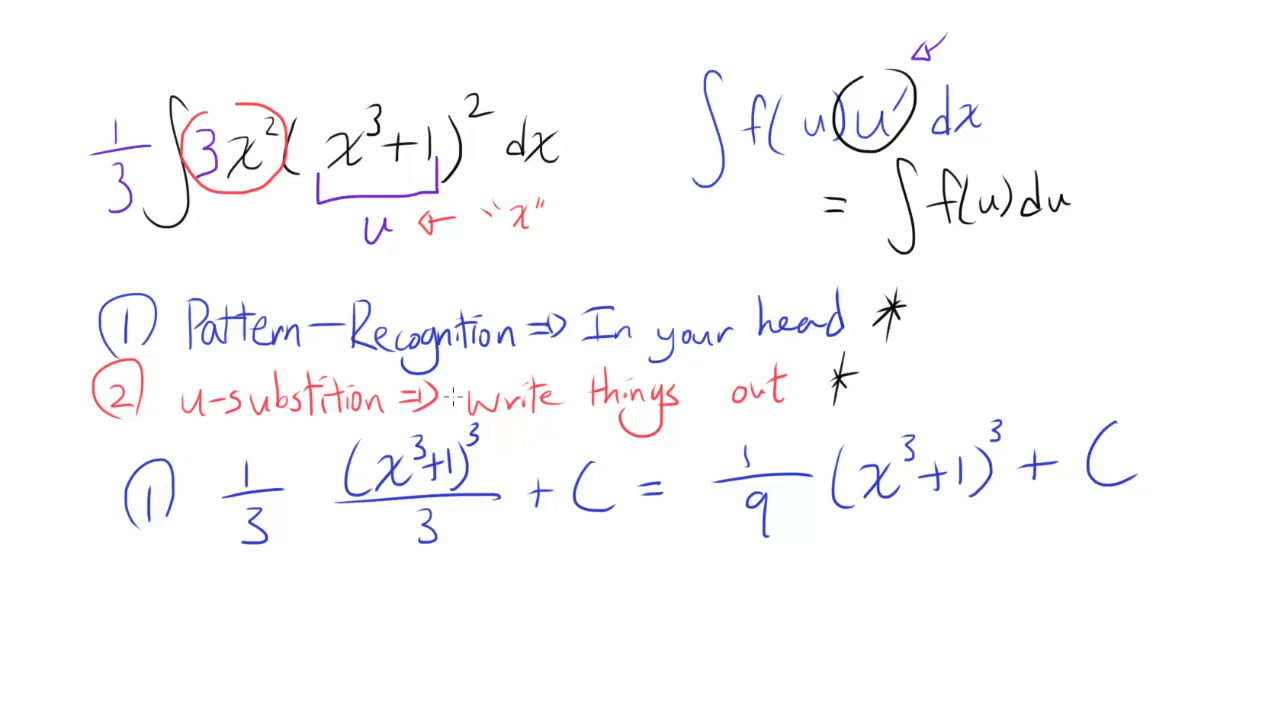 1/3 ∫ 3x²( x³+1 )² dx
u ← "x"
∫ f( u) u' dx
= ∫ f(u) du
① Pattern-Recognition ⇒ In your head *
② u-substition ⇒ write things out *
① 1/3 (x³+1)³/3 + C = 1/9 (x³+1)³ + C